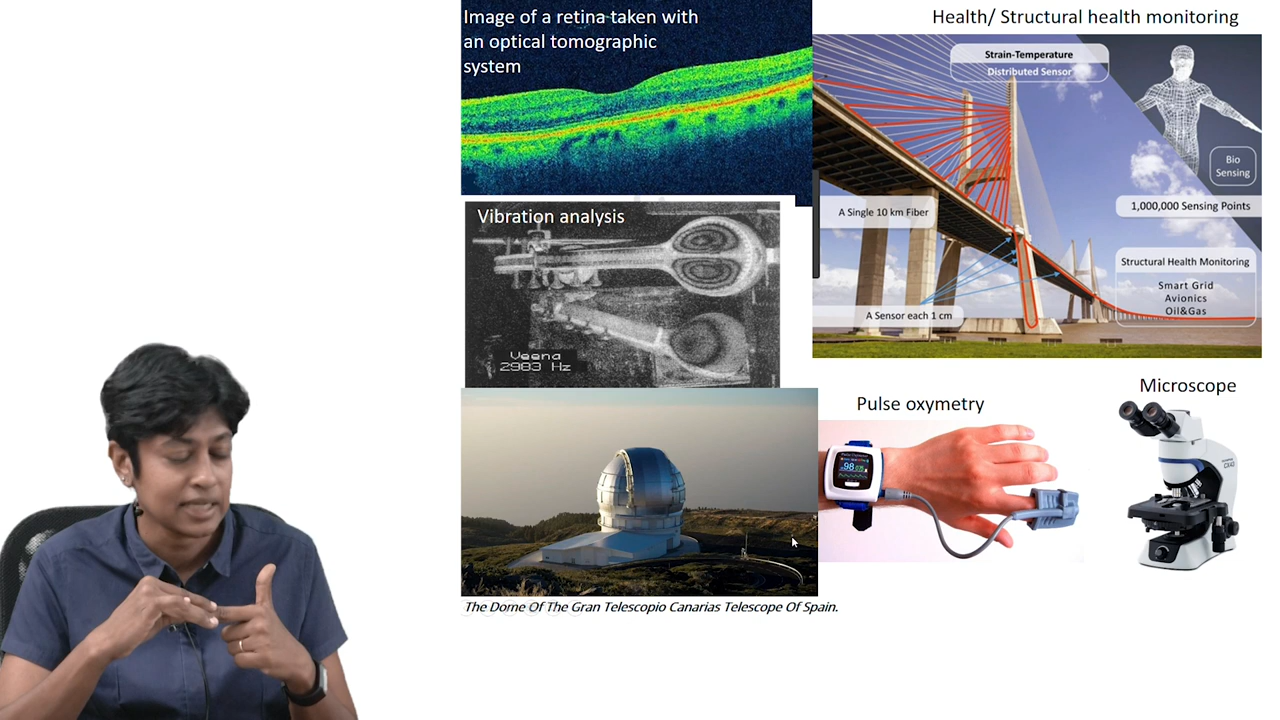 Image of a retina taken with
an optical tomographic
system
Health/ Structural health monitoring
Strain-Temperature
Distributed Sensor
Bio
Sensing
A Single 10 km Fiber
1,000,000 Sensing Points
Structural Health Monitoring
Smart Grid
Avionics
Oil&Gas
A Sensor each 1 cm
Vibration analysis
Veena
2983 Hz
The Dome Of The Gran Telescopio Canarias Telescope Of Spain.
Pulse oxymetry
98
Microscope
CX43